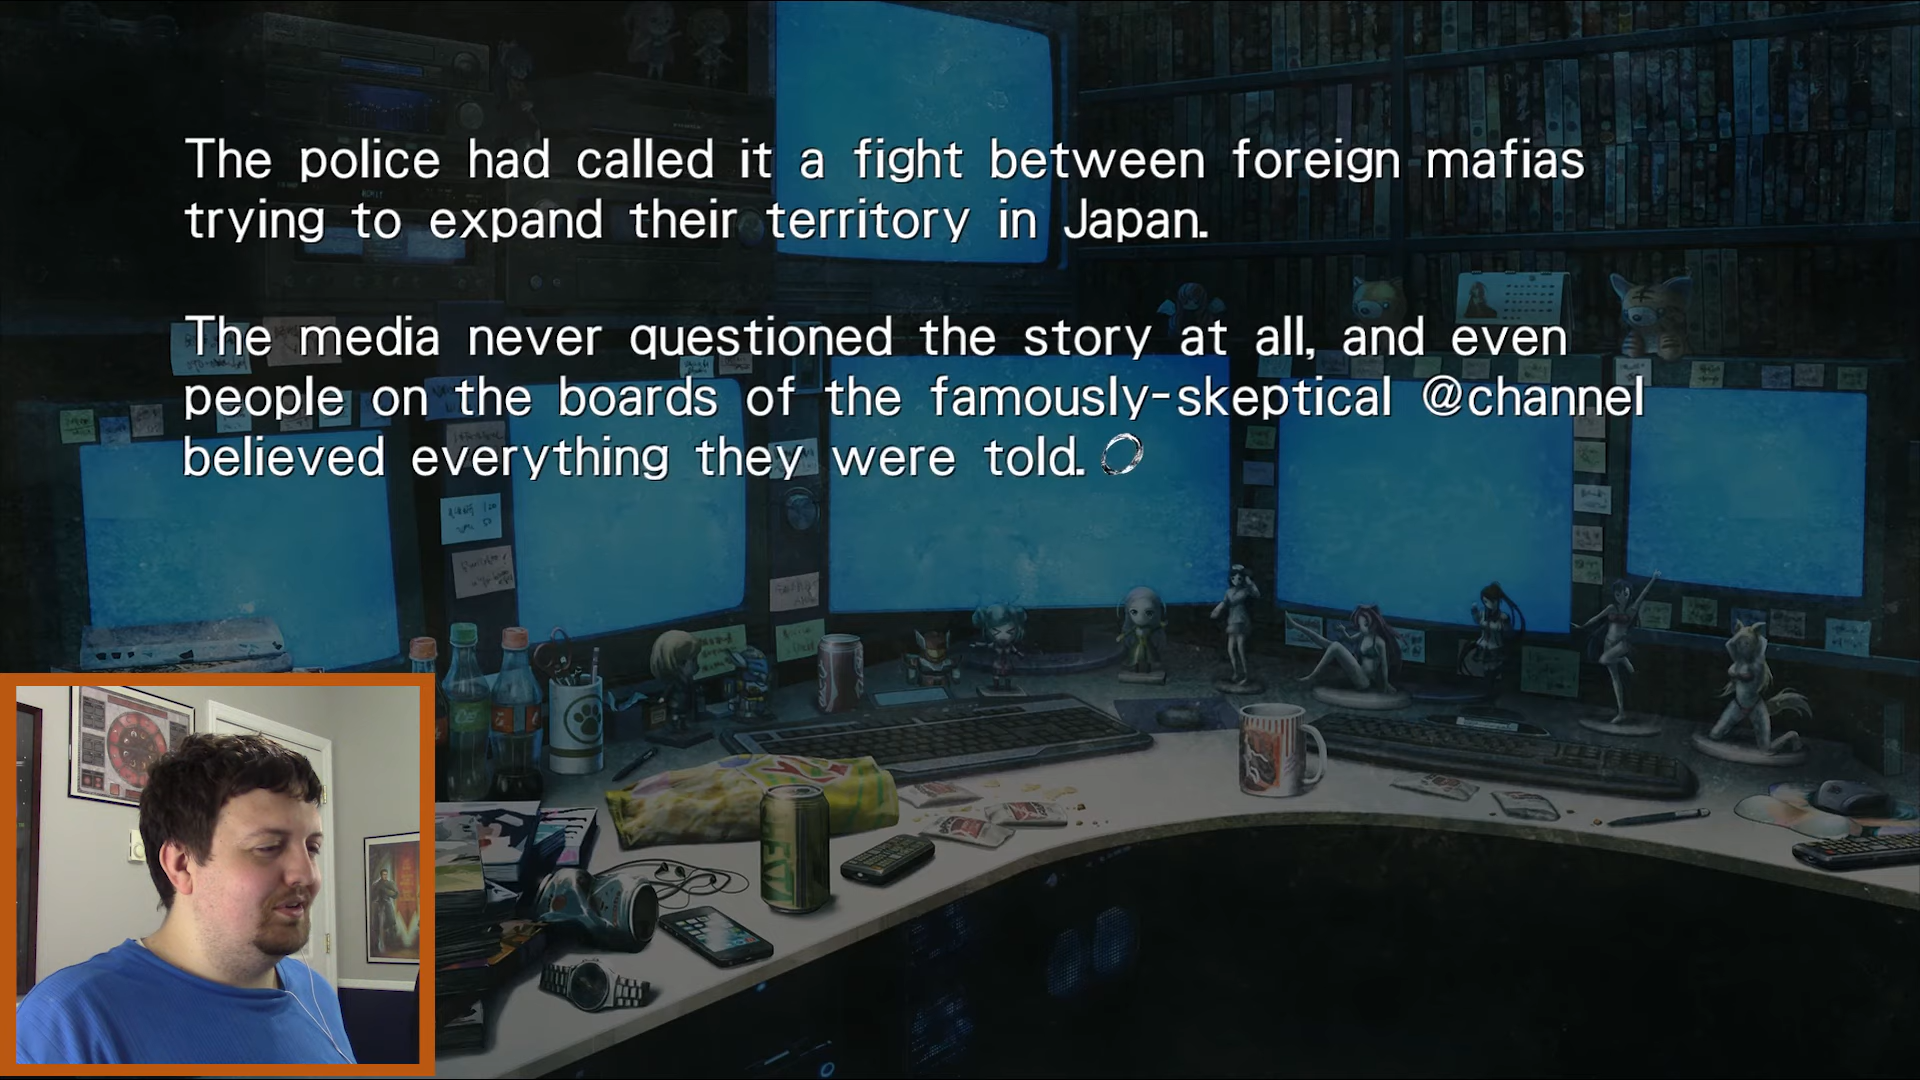 The police had called it a fight between foreign mafias
trying to expand their territory in Japan.
The media never questioned the story at all, and even
people on the boards of the famously-skeptical @channel
believed everything they were told.